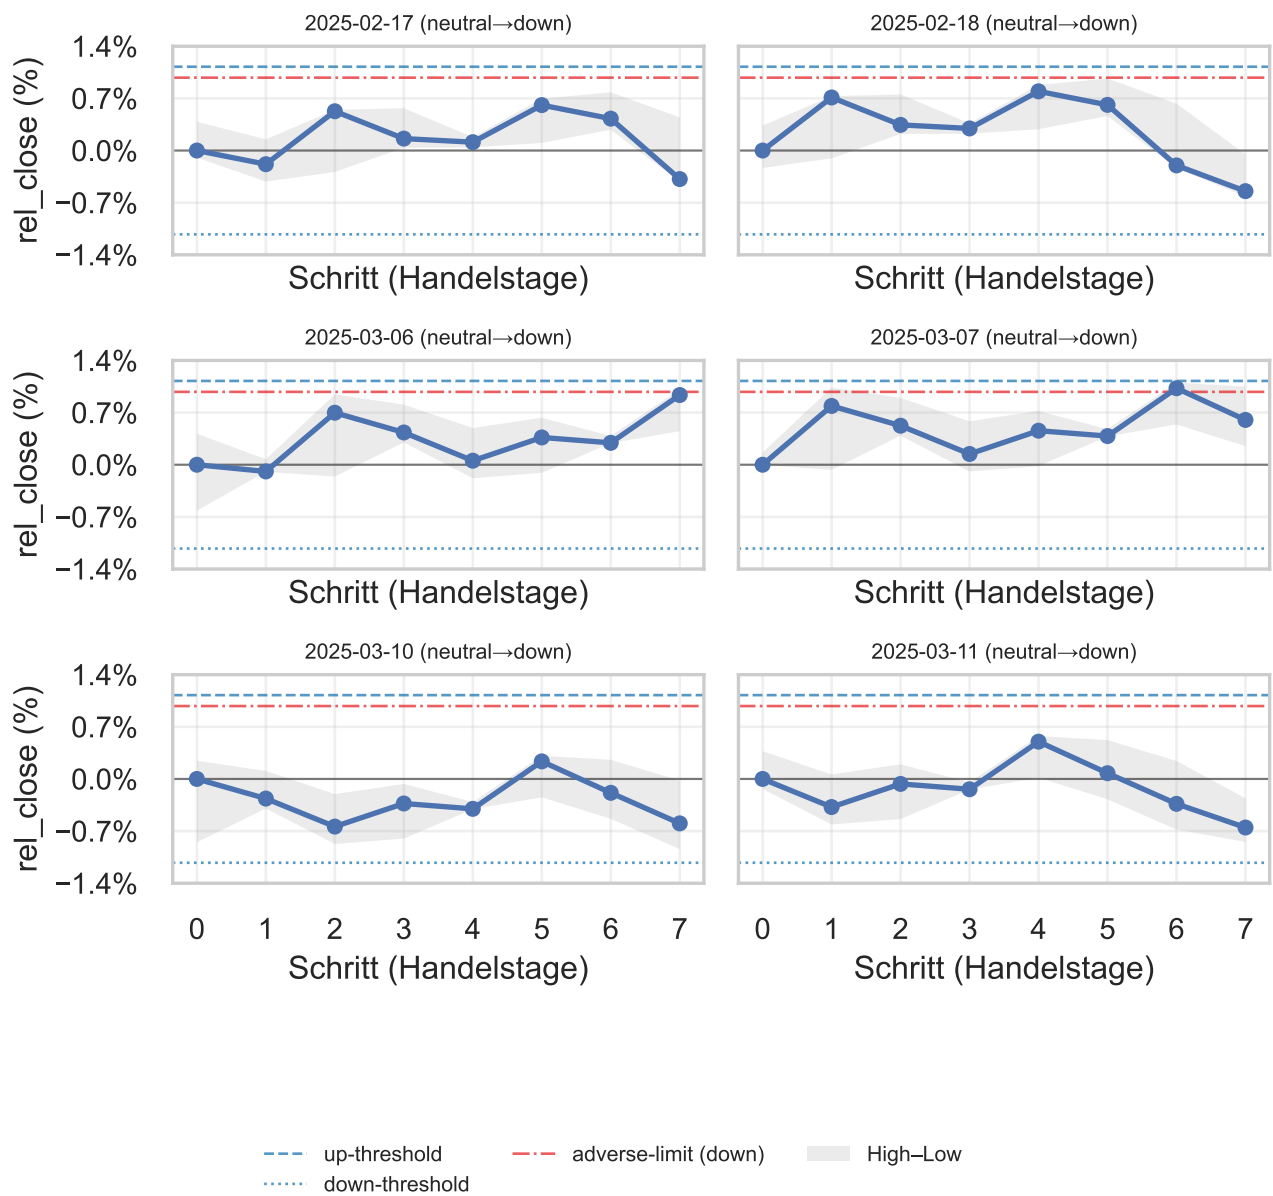 2025-02-17 (neutral→down)
2025-02-18 (neutral→down)
1.4%
0.7%
0.0%
−0.7%
−1.4%
rel_close (%)
Schritt (Handelstage)
Schritt (Handelstage)
2025-03-06 (neutral→down)
2025-03-07 (neutral→down)
1.4%
0.7%
0.0%
−0.7%
−1.4%
rel_close (%)
Schritt (Handelstage)
Schritt (Handelstage)
2025-03-10 (neutral→down)
2025-03-11 (neutral→down)
1.4%
0.7%
0.0%
−0.7%
−1.4%
rel_close (%)
0 1 2 3 4 5 6 7
0 1 2 3 4 5 6 7
Schritt (Handelstage)
Schritt (Handelstage)
up-threshold
down-threshold
adverse-limit (down)
High–Low